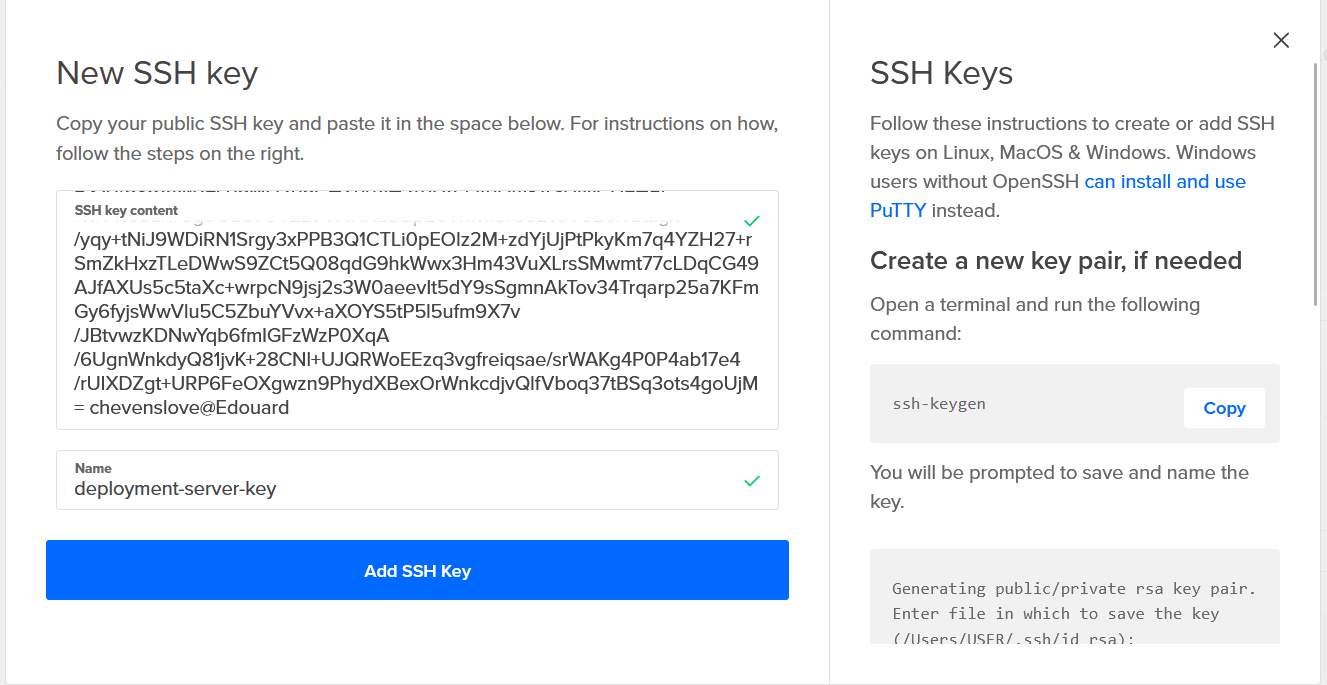 New SSH key
Copy your public SSH key and paste it in the space below. For instructions on how,
follow the steps on the right.
SSH key content
/yqy+tNiJ9WDiRN1Srgy3xPPB3Q1CTLi0pEOlz2M+zdYjUjPtPkyKm7q4YZH27+r
SmZkHxzTLeDWwS9ZCt5Q08qdG9hkWwx3Hm43VuXLrsSMwmt77cLDqCG49
AJfAXUs5c5taXc+wrpcN9jsj2s3W0aeevIt5dY9sSgmnAkTov34Trqarp25a7KFm
Gy6fyjsWwVlu5C5ZbuYVvx+aXOYS5tP5l5ufm9X7v
/JBtvwzKDNwYqb6fmIGFzWzP0XqA
/6UgnWnkdyQ81jvK+28CNl+UJQRWoEEzq3vgfreiqsae/srWAKg4P0P4ab17e4
/rUIXDZgt+URP6FeOXgwzn9PhydXBexOrWnkcdjvQlfVboq37tBSq3ots4goUjM
= chevenslove@Edouard
Name
deployment-server-key
Add SSH Key
SSH Keys
Follow these instructions to create or add SSH
keys on Linux, MacOS & Windows. Windows
users without OpenSSH can install and use
PuTTY instead.
Create a new key pair, if needed
Open a terminal and run the following
command:
ssh-keygen
Copy
You will be prompted to save and name the
key.
Generating public/private rsa key pair.
Enter file in which to save the key
(/Users/USER/.ssh/id_rsa):